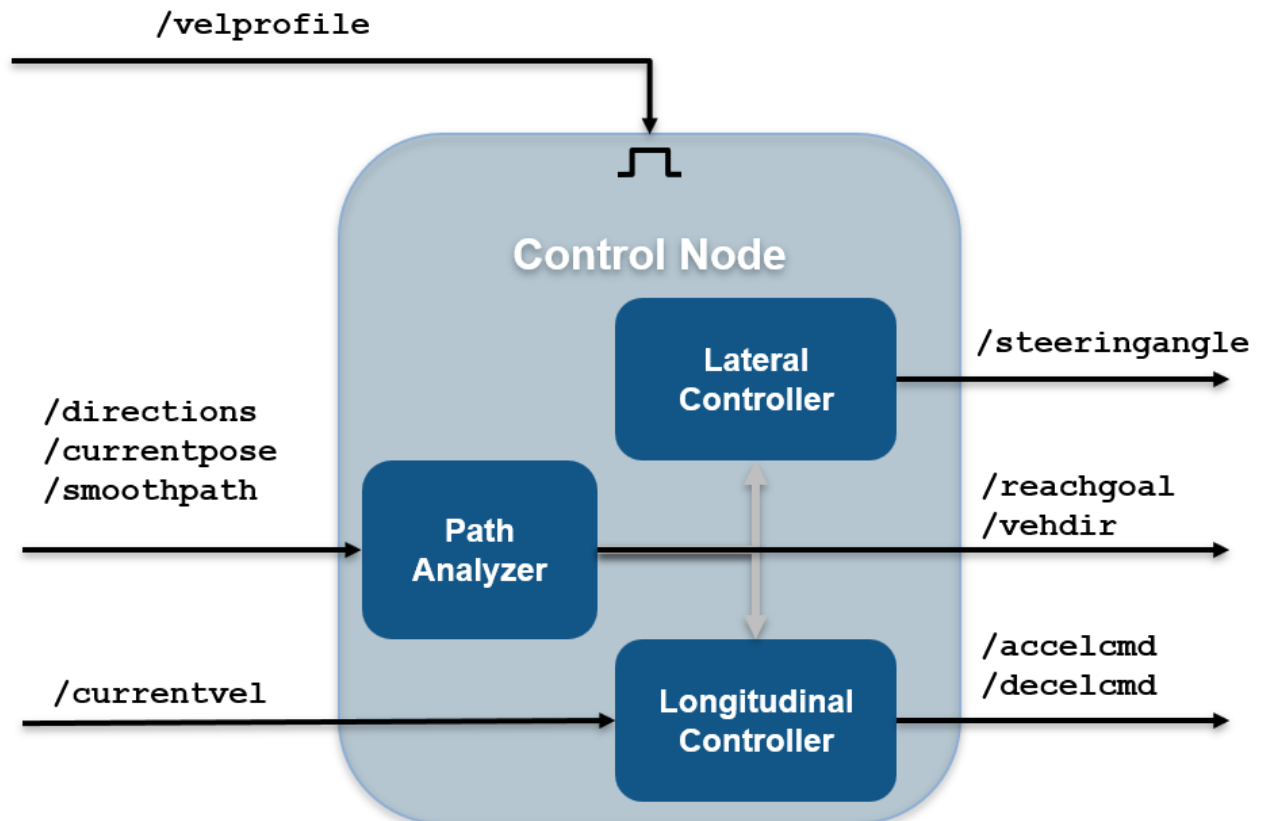 /velprofile
Control Node
Lateral
Controller
/steeringangle
/directions
/currentpose
/smoothpath
Path
Analyzer
/reachgoal
/vehdir
/currentvel
Longitudinal
Controller
/accelcmd
/decelcmd